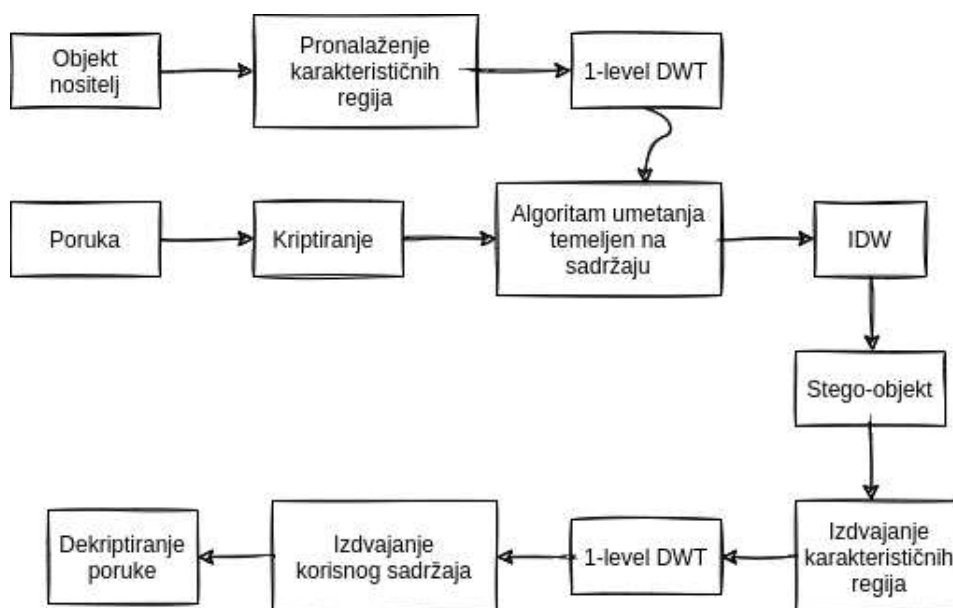 Objekt
nositelj
Pronalaženje
karakterističnih
regija
1-level DWT
Poruka
Kriptiranje
Algoritam umetanja
temeljen na
sadržaju
IDW
Stego-objekt
Izdvajanje
karakterističnih
regija
1-level DWT
Izdvajanje
korisnog sadržaja
Dekriptiranje
poruke